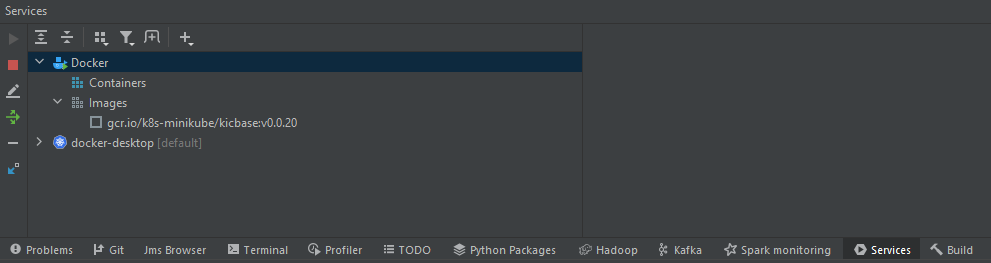 Services
Docker
Containers
Images
gcr.io/k8s-minikube/kicbase:v0.0.20
docker-desktop [default]
Problems Git Jms Browser Terminal Profiler TODO Python Packages Hadoop Kafka Spark monitoring Services Build